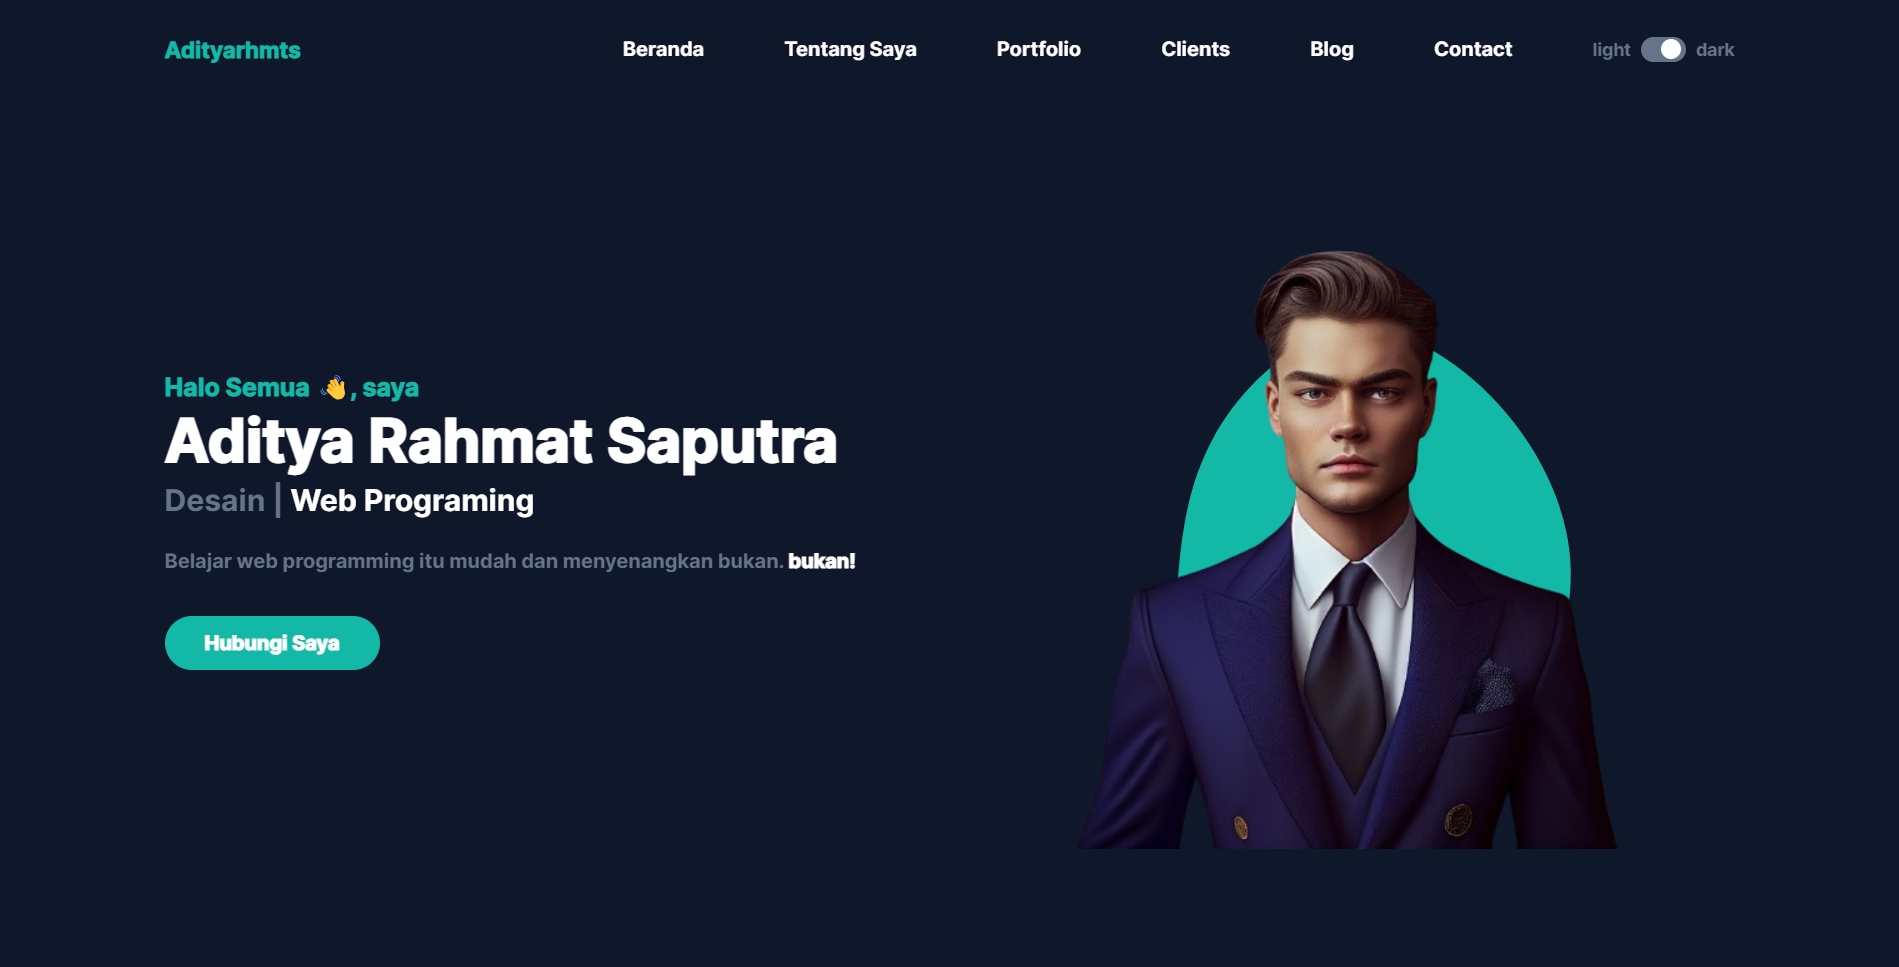 Adityarhmts
Beranda
Tentang Saya
Portfolio
Clients
Blog
Contact
light
dark
Halo Semua 👋, saya
Aditya Rahmat Saputra
Desain | Web Programing
Belajar web programming itu mudah dan menyenangkan bukan. bukan!
Hubungi Saya